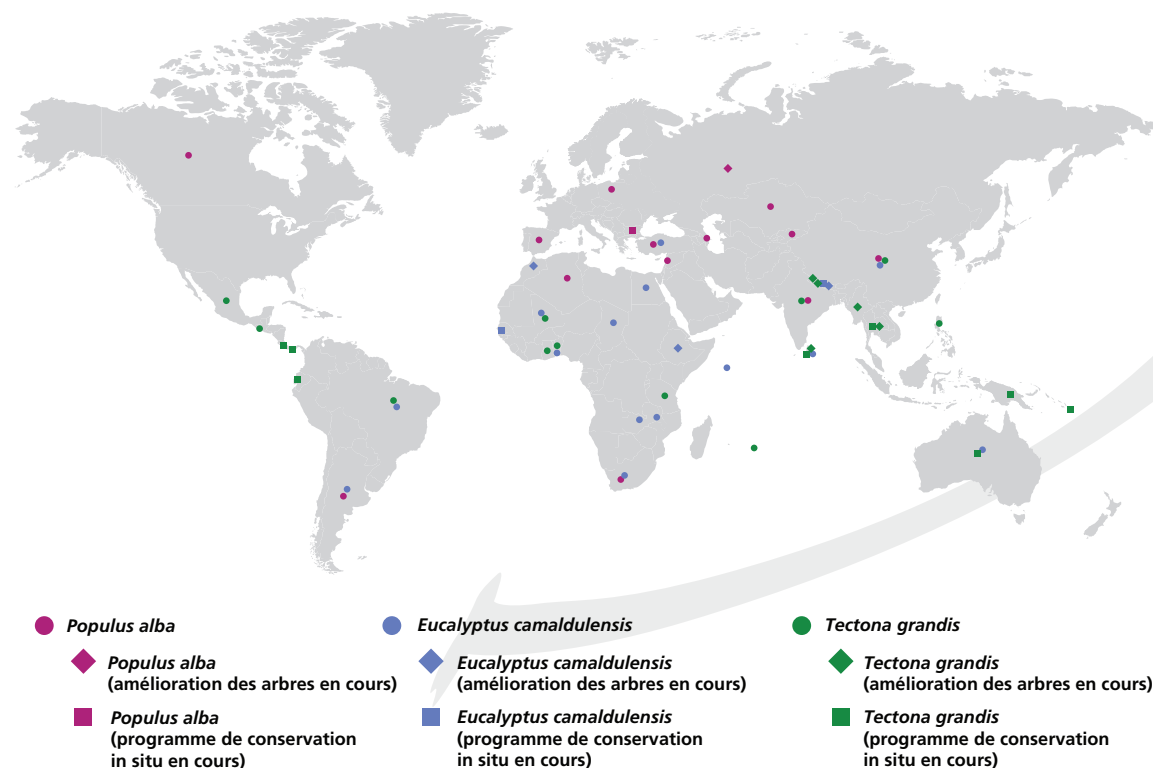 Populus alba
Populus alba
(amélioration des arbres en cours)
Populus alba
(programme de conservation
in situ en cours)
Eucalyptus camaldulensis
Eucalyptus camaldulensis
(amélioration des arbres en cours)
Eucalyptus camaldulensis
(programme de conservation
in situ en cours)
Tectona grandis
Tectona grandis
(amélioration des arbres en cours)
Tectona grandis
(programme de conservation
in situ en cours)